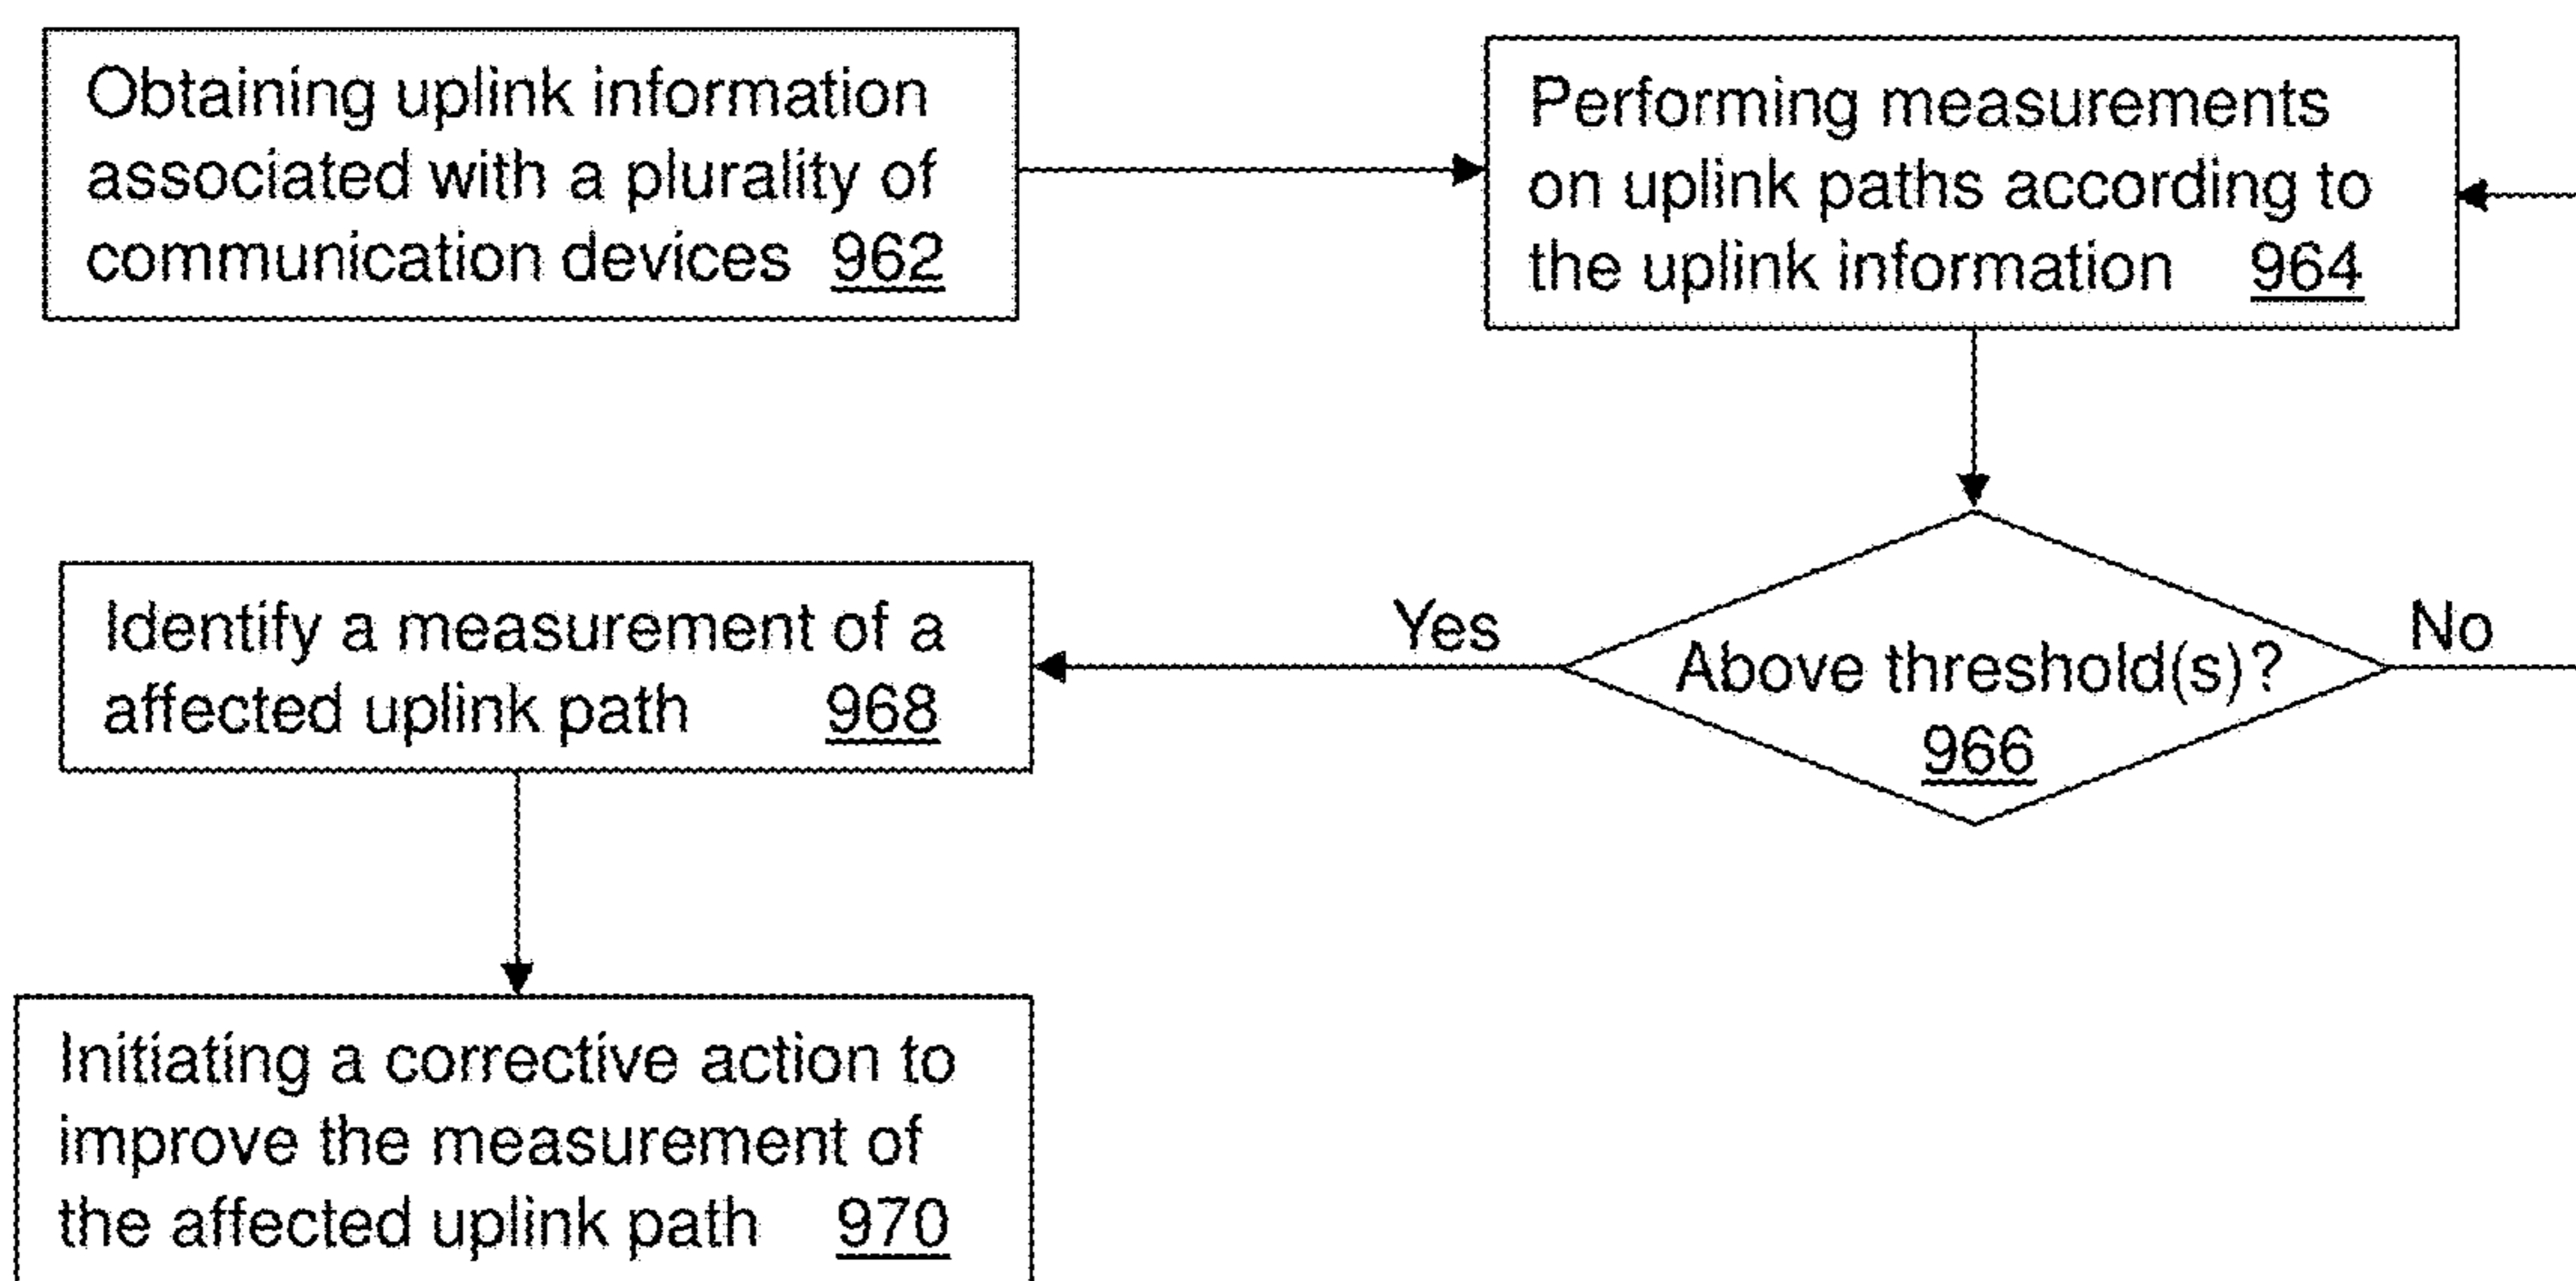 Obtaining uplink information
associated with a plurality of
communication devices 962
Performing measurements
on uplink paths according to
the uplink information 964
Above threshold(s)?
966
Yes
No
Identify a measurement of a
affected uplink path 968
Initiating a corrective action to
improve the measurement of
the affected uplink path 970